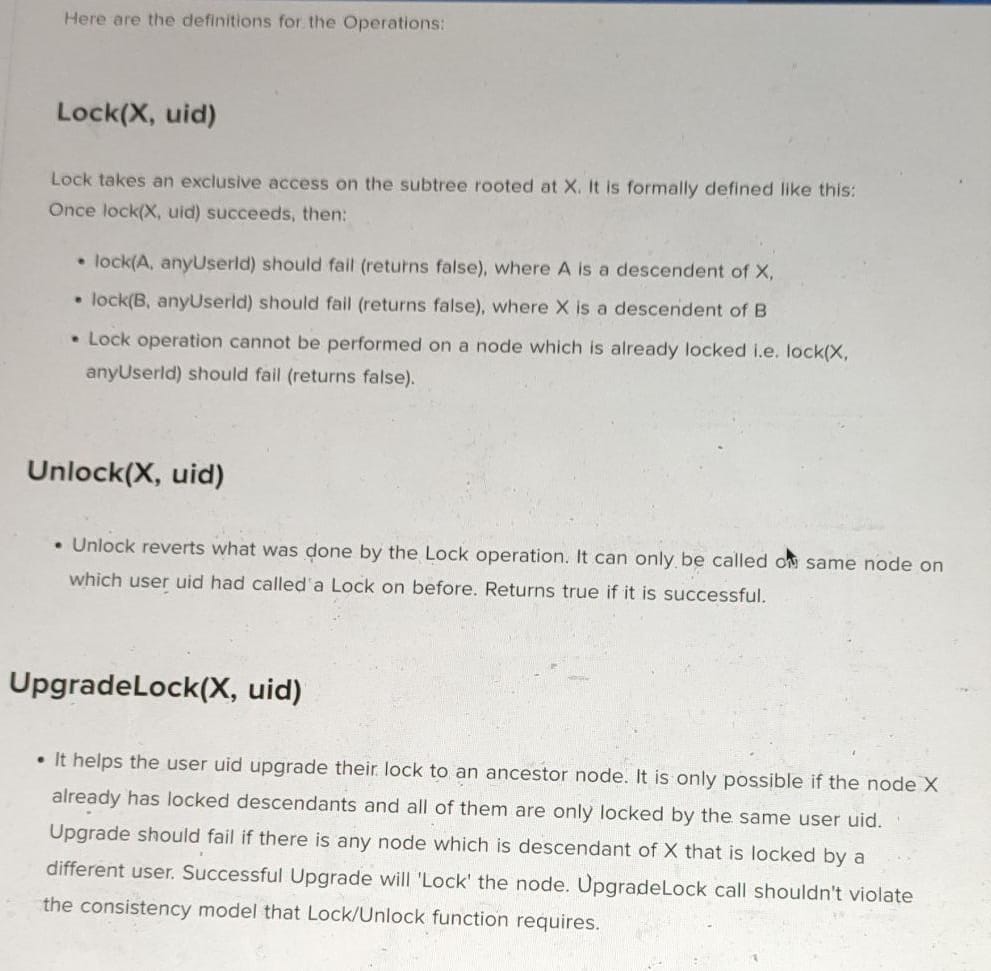 Here are the definitions for the Operations:
Lock(X, uid)
Lock takes an exclusive access on the subtree rooted at X. It is formally defined like this:
Once lock(X, uid) succeeds, then:
• lock(A, anyUserId) should fail (returns false), where A is a descendent of X,
• lock(B, anyUserId) should fail (returns false), where X is a descendent of B
• Lock operation cannot be performed on a node which is already locked i.e. lock(X,
anyUserId) should fail (returns false).
Unlock(X, uid)
• Unlock reverts what was done by the Lock operation. It can only be called on same node on
which user uid had called a Lock on before. Returns true if it is successful.
UpgradeLock(X, uid)
• It helps the user uid upgrade their lock to an ancestor node. It is only possible if the node X
already has locked descendants and all of them are only locked by the same user uid.
Upgrade should fail if there is any node which is descendant of X that is locked by a
different user. Successful Upgrade will 'Lock' the node. UpgradeLock call shouldn't violate
the consistency model that Lock/Unlock function requires.